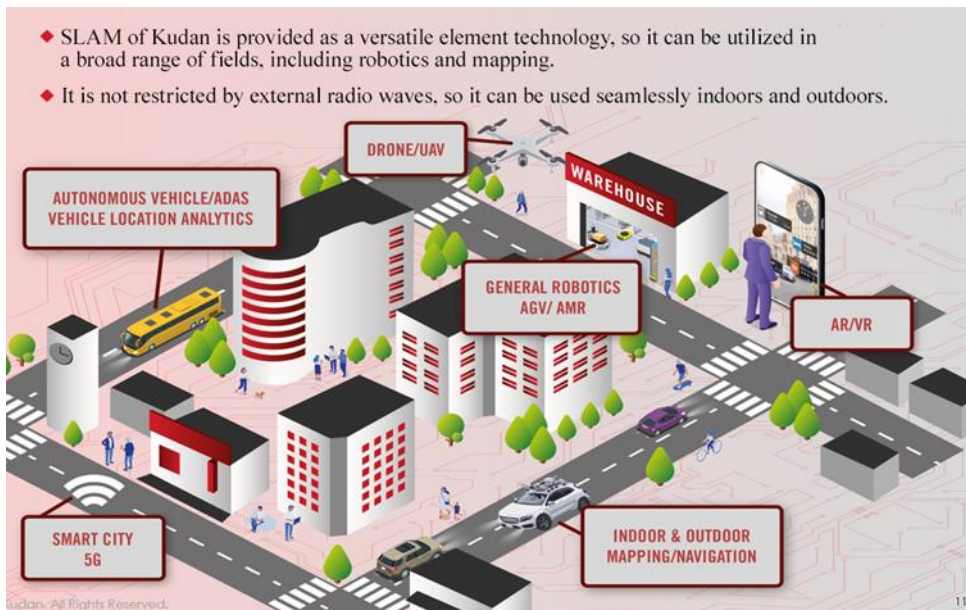 SLAM of Kudan is provided as a versatile element technology, so it can be utilized in
a broad range of fields, including robotics and mapping.
It is not restricted by external radio waves, so it can be used seamlessly indoors and outdoors.
DRONE/UAV
WAREHOUSE
AUTONOMOUS VEHICLE/ADAS
VEHICLE LOCATION ANALYTICS
GENERAL ROBOTICS
AGV/ AMR
AR/VR
SMART CITY
5G
INDOOR & OUTDOOR
MAPPING/NAVIGATION
Kudan. All Rights Reserved.
11